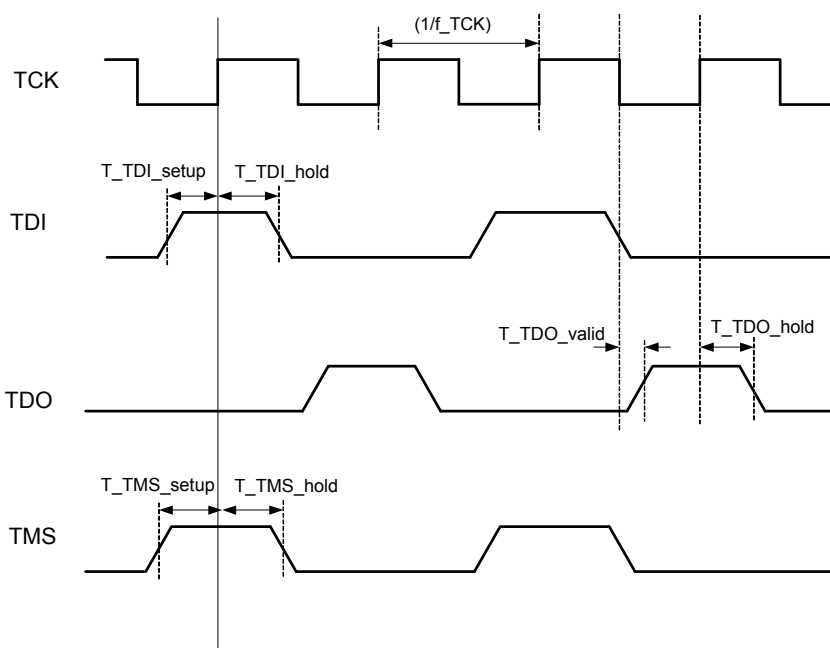 (1/f_TCK)
TCK
T_TDI_setup T_TDI_hold
TDI
T_TDO_valid T_TDO_hold
TDO
T_TMS_setup T_TMS_hold
TMS